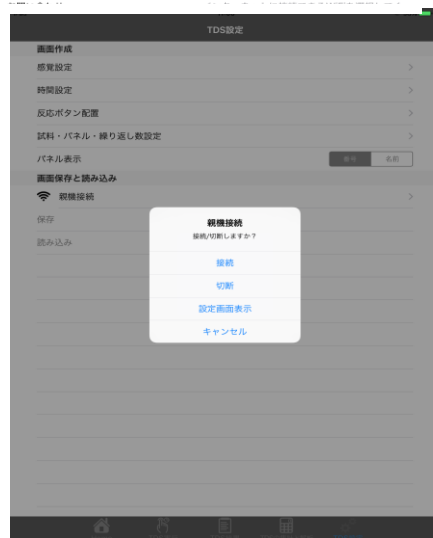 TDS設定
画面作成
感覚設定
時間設定
反応ボタン配置
試料・パネル・繰り返し数設定
パネル表示
番号 名前
画面保存と読み込み
親機接続
保存
読み込み
親機接続
接続/切断しますか？
接続
切断
設定画面表示
キャンセル